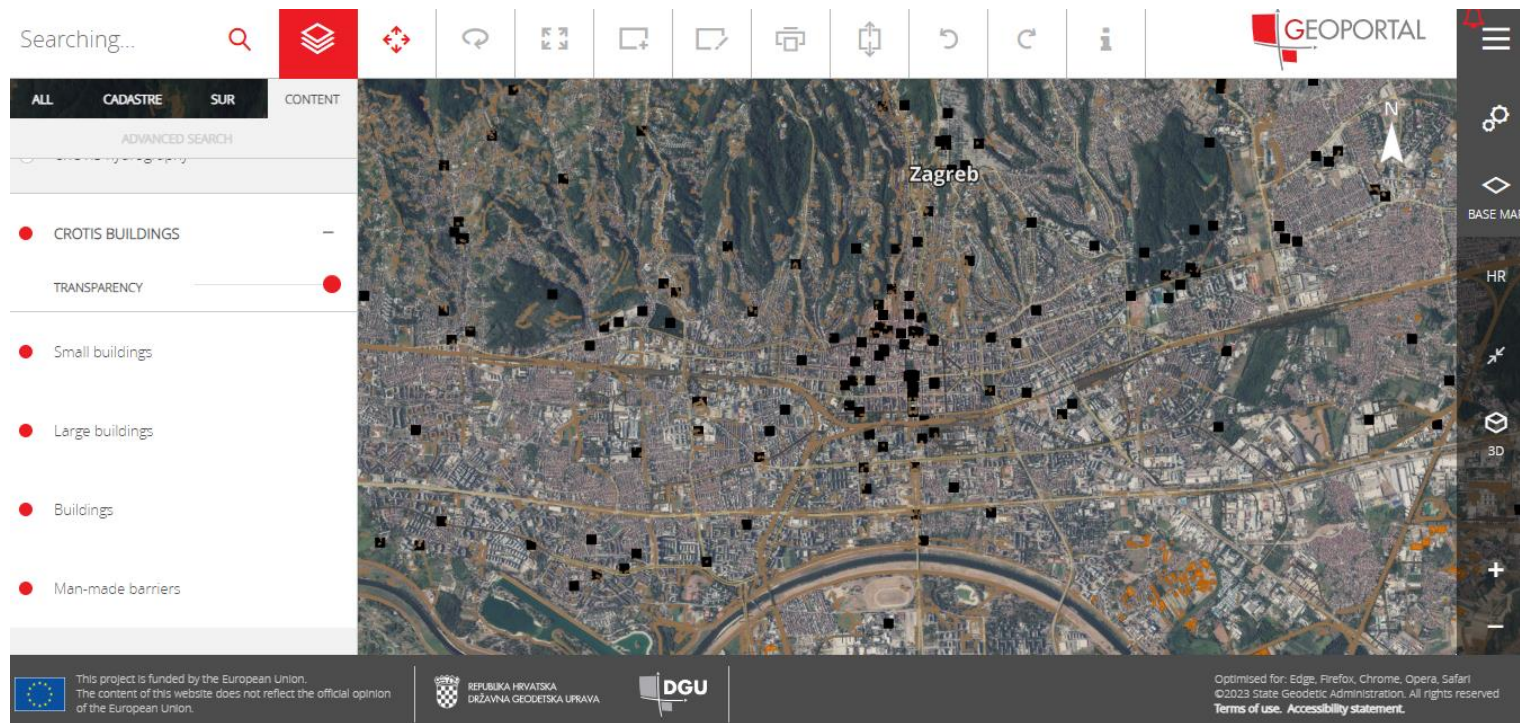 Searching...
GEOPORTAL
ALL
CADASTRE
SUR
CONTENT
ADVANCED SEARCH
CROTIS BUILDINGS
TRANSPARENCY
Small buildings
Large buildings
Buildings
Man-made barriers
N
Zagreb
BASE MAP
HR
3D
This project is funded by the European Union.
The content of this website does not reflect the official opinion
of the European Union.
REPUBLIKA HRVATSKA
DRŽAVNA GEODETSKA UPRAVA
DGU
Optimised for: Edge, Firefox, Chrome, Opera, Safari
©2023 State Geodetic Administration. All rights reserved
Terms of use. Accessibility statement.